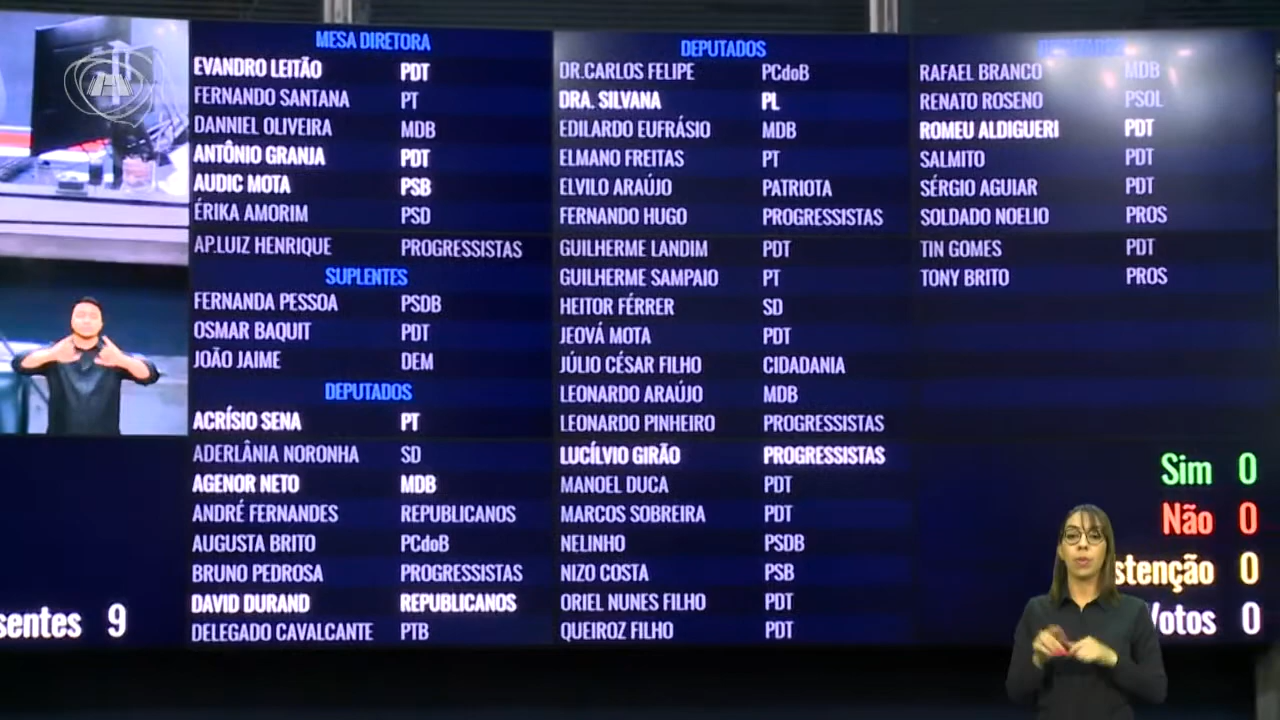 MESA DIRETORA
EVANDRO LEITÃO PDT
FERNANDO SANTANA PT
DANNIEL OLIVEIRA MDB
ANTÔNIO GRANJA PDT
AUDIC MOTA PSB
ÉRIKA AMORIM PSD
AP.LUIZ HENRIQUE PROGRESSISTAS
SUPLENTES
FERNANDA PESSOA PSDB
OSMAR BAQUIT PDT
JOÃO JAIME DEM
DEPUTADOS
ACRÍSIO SENA PT
ADERLÂNIA NORONHA SD
AGENOR NETO MDB
ANDRÉ FERNANDES REPUBLICANOS
AUGUSTA BRITO PCdoB
BRUNO PEDROSA PROGRESSISTAS
DAVID DURAND REPUBLICANOS
DELEGADO CAVALCANTE PTB
sentes 9
DEPUTADOS
DR.CARLOS FELIPE PCdoB
DRA. SILVANA PL
EDILARDO EUFRÁSIO MDB
ELMANO FREITAS PT
ELVILO ARAÚJO PATRIOTA
FERNANDO HUGO PROGRESSISTAS
GUILHERME LANDIM PDT
GUILHERME SAMPAIO PT
HEITOR FÉRRER SD
JEOVÁ MOTA PDT
JÚLIO CÉSAR FILHO CIDADANIA
LEONARDO ARAÚJO MDB
LEONARDO PINHEIRO PROGRESSISTAS
LUCÍLVIO GIRÃO PROGRESSISTAS
MANOEL DUCA PDT
MARCOS SOBREIRA PDT
NELINHO PSDB
NIZO COSTA PSB
ORIEL NUNES FILHO PDT
QUEIROZ FILHO PDT
DEPUTADOS
RAFAEL BRANCO MDB
RENATO ROSENO PSOL
ROMEU ALDIGUERI PDT
SALMITO PDT
SÉRGIO AGUIAR PDT
SOLDADO NOELIO PROS
TIN GOMES PDT
TONY BRITO PROS
Sim 0
Não 0
stenção 0
Votos 0